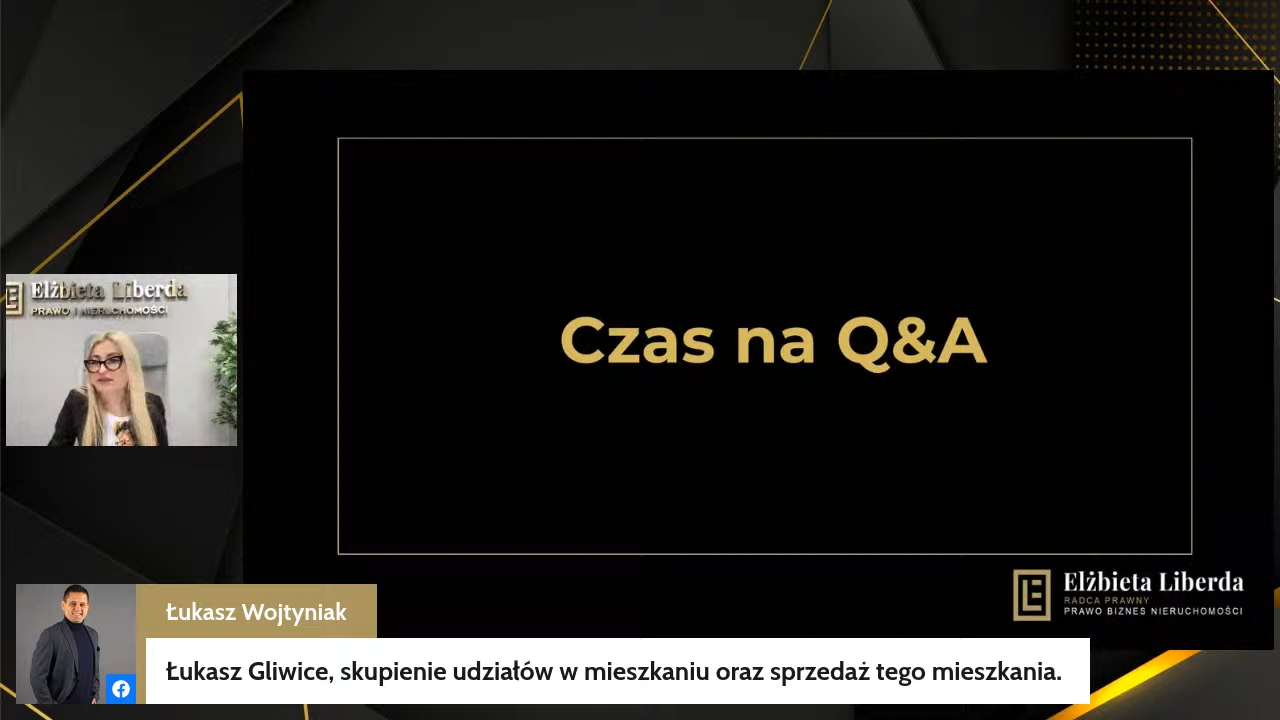 Elżbieta Liberda
PRAWO I NIERUCHOMOŚCI
Czas na Q&A
Elżbieta Liberda
RADCA PRAWNY
PRAWO BIZNES NIERUCHOMOŚCI
Łukasz Wojtyniak
Łukasz Gliwice, skupienie udziałów w mieszkaniu oraz sprzedaż tego mieszkania.